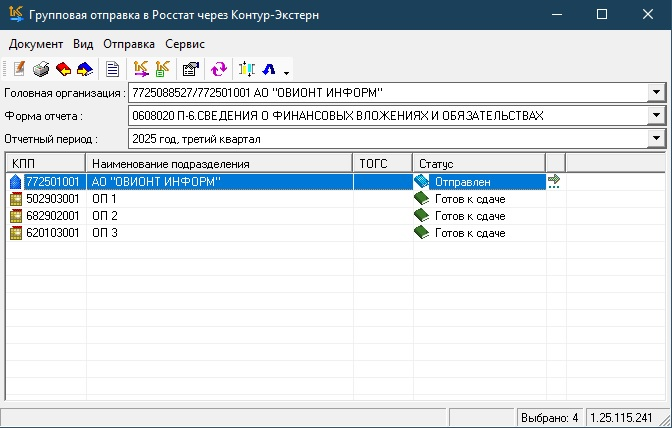 Групповая отправка в Росстат через Контур-Экстерн
Документ Вид Отправка Сервис
Головная организация : 7725088527/772501001 АО "ОВИОНТ ИНФОРМ"
Форма отчета : 0608020 П-6.СВЕДЕНИЯ О ФИНАНСОВЫХ ВЛОЖЕНИЯХ И ОБЯЗАТЕЛЬСТВАХ
Отчетный период : 2025 год, третий квартал
КПП Наименование подразделения ТОГС Статус
772501001 АО "ОВИОНТ ИНФОРМ" Отправлен
502903001 ОП 1 Готов к сдаче
682902001 ОП 2 Готов к сдаче
620103001 ОП 3 Готов к сдаче
Выбрано: 4 1.25.115.241